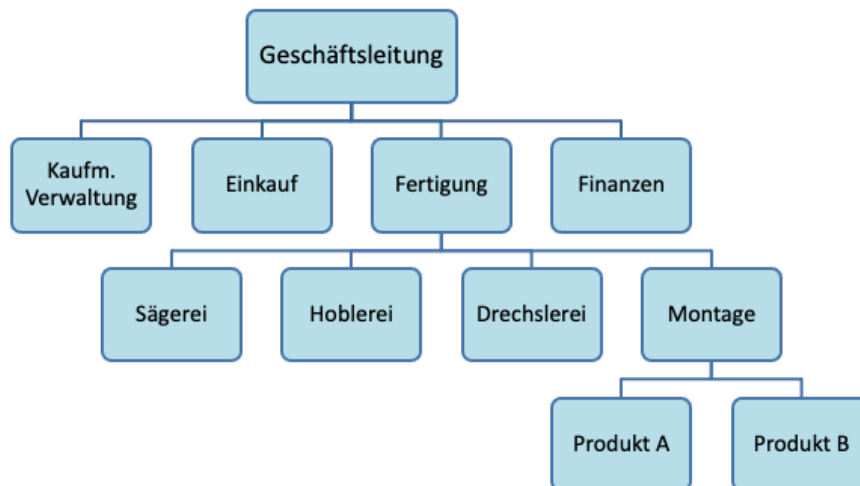 Geschäftsleitung
Kaufm.
Verwaltung
Einkauf
Fertigung
Finanzen
Sägerei
Hoblerei
Drechslerei
Montage
Produkt A
Produkt B